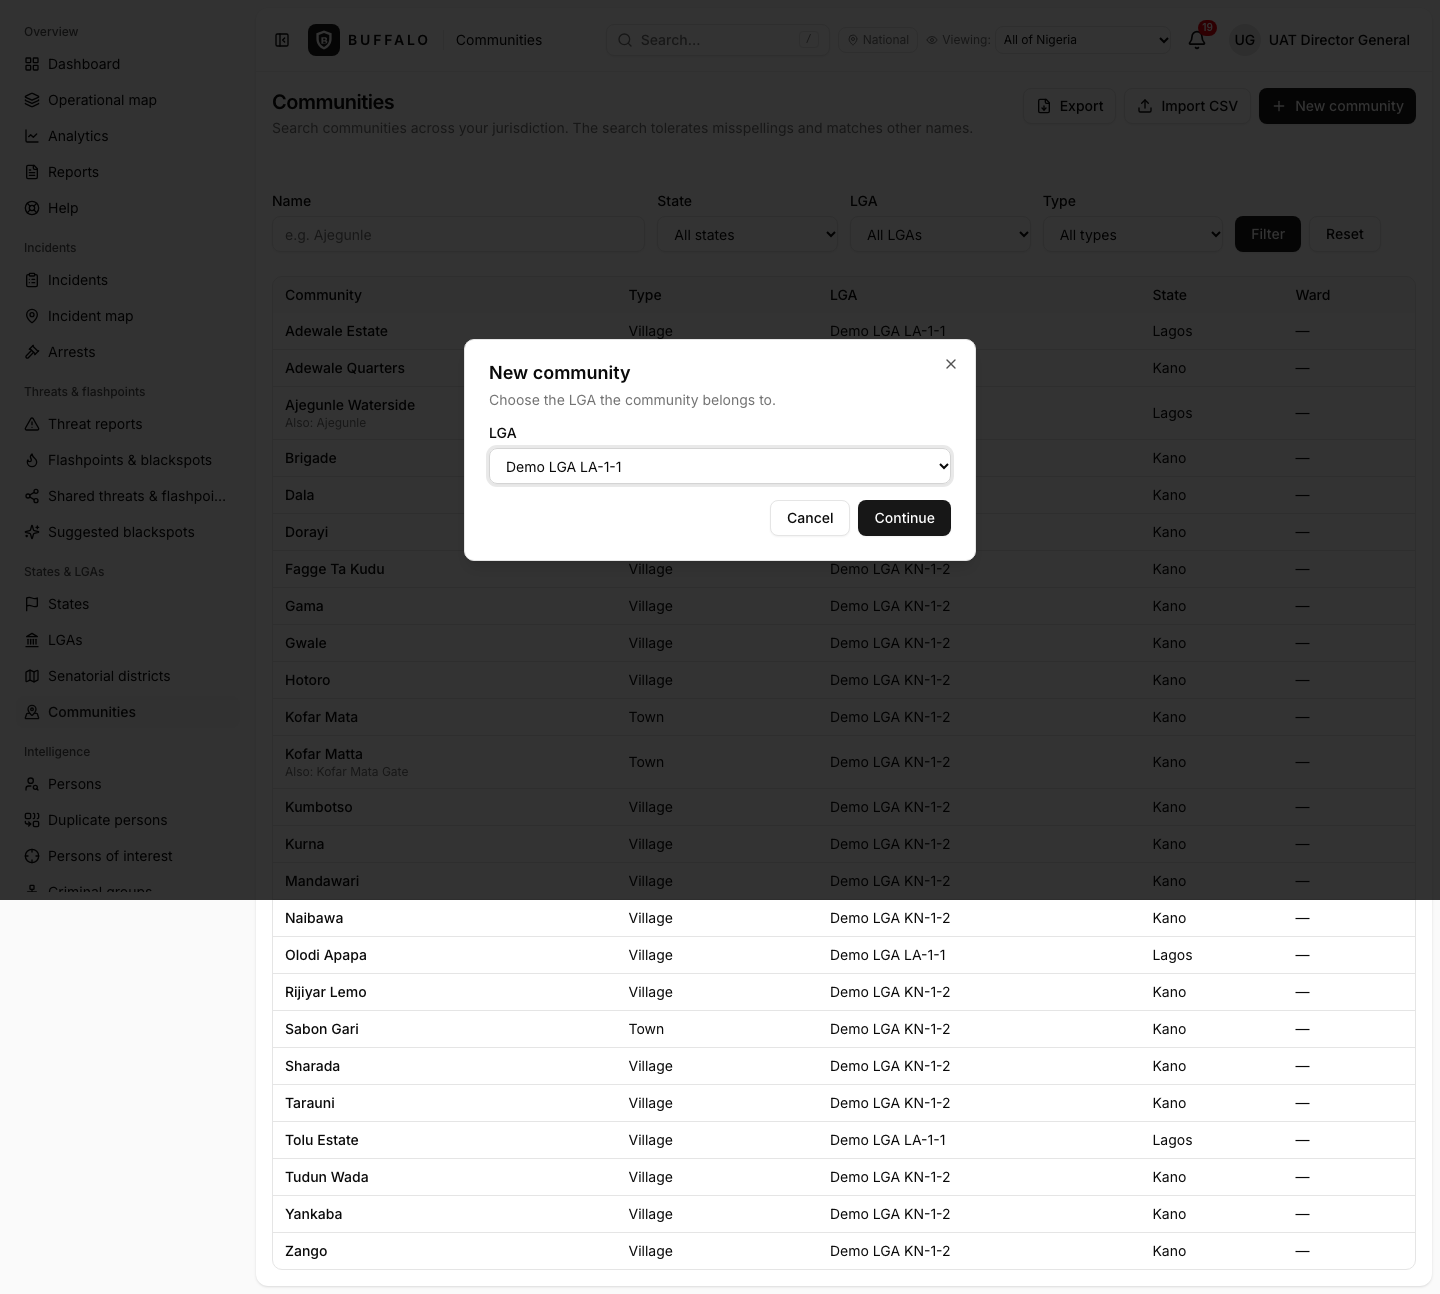 Overview
Dashboard
Operational map
Analytics
Reports
Help
Incidents
Incidents
Incident map
Arrests
Threats & flashpoints
Threat reports
Flashpoints & blackspots
Shared threats & flashpoi...
Suggested blackspots
States & LGAs
States
LGAs
Senatorial districts
Communities
Intelligence
Persons
Duplicate persons
Persons of interest
Criminal groups
BUFFALO
Communities
Search...
/
National
Viewing:
All of Nigeria
19
UG
UAT Director General
Communities
Search communities across your jurisdiction. The search tolerates misspellings and matches other names.
Export
Import CSV
New community
Name State LGA Type
e.g. Ajegunle All states All LGAs All types Filter Reset
Community Type LGA State Ward
Adewale Estate Village Demo LGA LA-1-1 Lagos —
Adewale Quarters Kano —
Ajegunle Waterside Lagos —
Also: Ajegunle
Brigade Kano —
Dala Kano —
Dorayi Kano —
Fagge Ta Kudu Village Demo LGA KN-1-2 Kano —
Gama Village Demo LGA KN-1-2 Kano —
Gwale Village Demo LGA KN-1-2 Kano —
Hotoro Village Demo LGA KN-1-2 Kano —
Kofar Mata Town Demo LGA KN-1-2 Kano —
Kofar Matta Town Demo LGA KN-1-2 Kano —
Also: Kofar Mata Gate
Kumbotso Village Demo LGA KN-1-2 Kano —
Kurna Village Demo LGA KN-1-2 Kano —
Mandawari Village Demo LGA KN-1-2 Kano —
Naibawa Village Demo LGA KN-1-2 Kano —
Olodi Apapa Village Demo LGA LA-1-1 Lagos —
Rijiyar Lemo Village Demo LGA KN-1-2 Kano —
Sabon Gari Town Demo LGA KN-1-2 Kano —
Sharada Village Demo LGA KN-1-2 Kano —
Tarauni Village Demo LGA KN-1-2 Kano —
Tolu Estate Village Demo LGA LA-1-1 Lagos —
Tudun Wada Village Demo LGA KN-1-2 Kano —
Yankaba Village Demo LGA KN-1-2 Kano —
Zango Village Demo LGA KN-1-2 Kano —
New community
Choose the LGA the community belongs to.
LGA
Demo LGA LA-1-1
Cancel
Continue